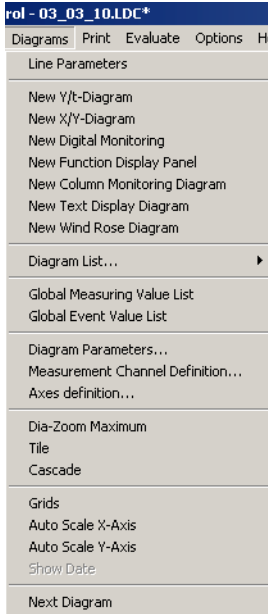 rol - 03_03_10.LDC*
Diagrams Print Evaluate Options H
Line Parameters
New Y/t-Diagram
New X/Y-Diagram
New Digital Monitoring
New Function Display Panel
New Column Monitoring Diagram
New Text Display Diagram
New Wind Rose Diagram
Diagram List...
Global Measuring Value List
Global Event Value List
Diagram Parameters...
Measurement Channel Definition...
Axes definition...
Dia-Zoom Maximum
Tile
Cascade
Grids
Auto Scale X-Axis
Auto Scale Y-Axis
Show Date
Next Diagram